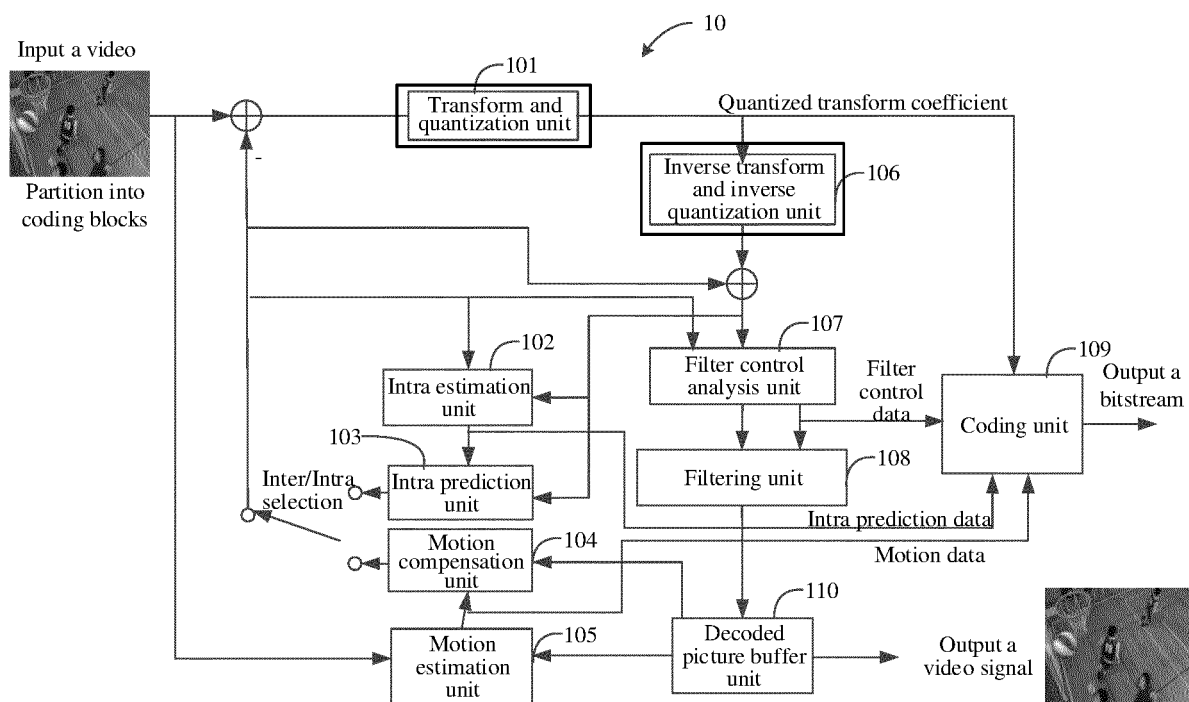 10
Input a video
101
Transform and
quantization unit
Quantized transform coefficient
-
Partition into
coding blocks
Inverse transform
and inverse
quantization unit
106
107
102
Filter control
analysis unit
109
Intra estimation
unit
Filter
control
data
Output a
bitstream
Coding unit
103
108
Inter/Intra
selection
Intra prediction
unit
Filtering unit
Intra prediction data
Motion
compensation
unit
104
Motion data
110
105
Motion
estimation
unit
Decoded
picture buffer
unit
Output a
video signal